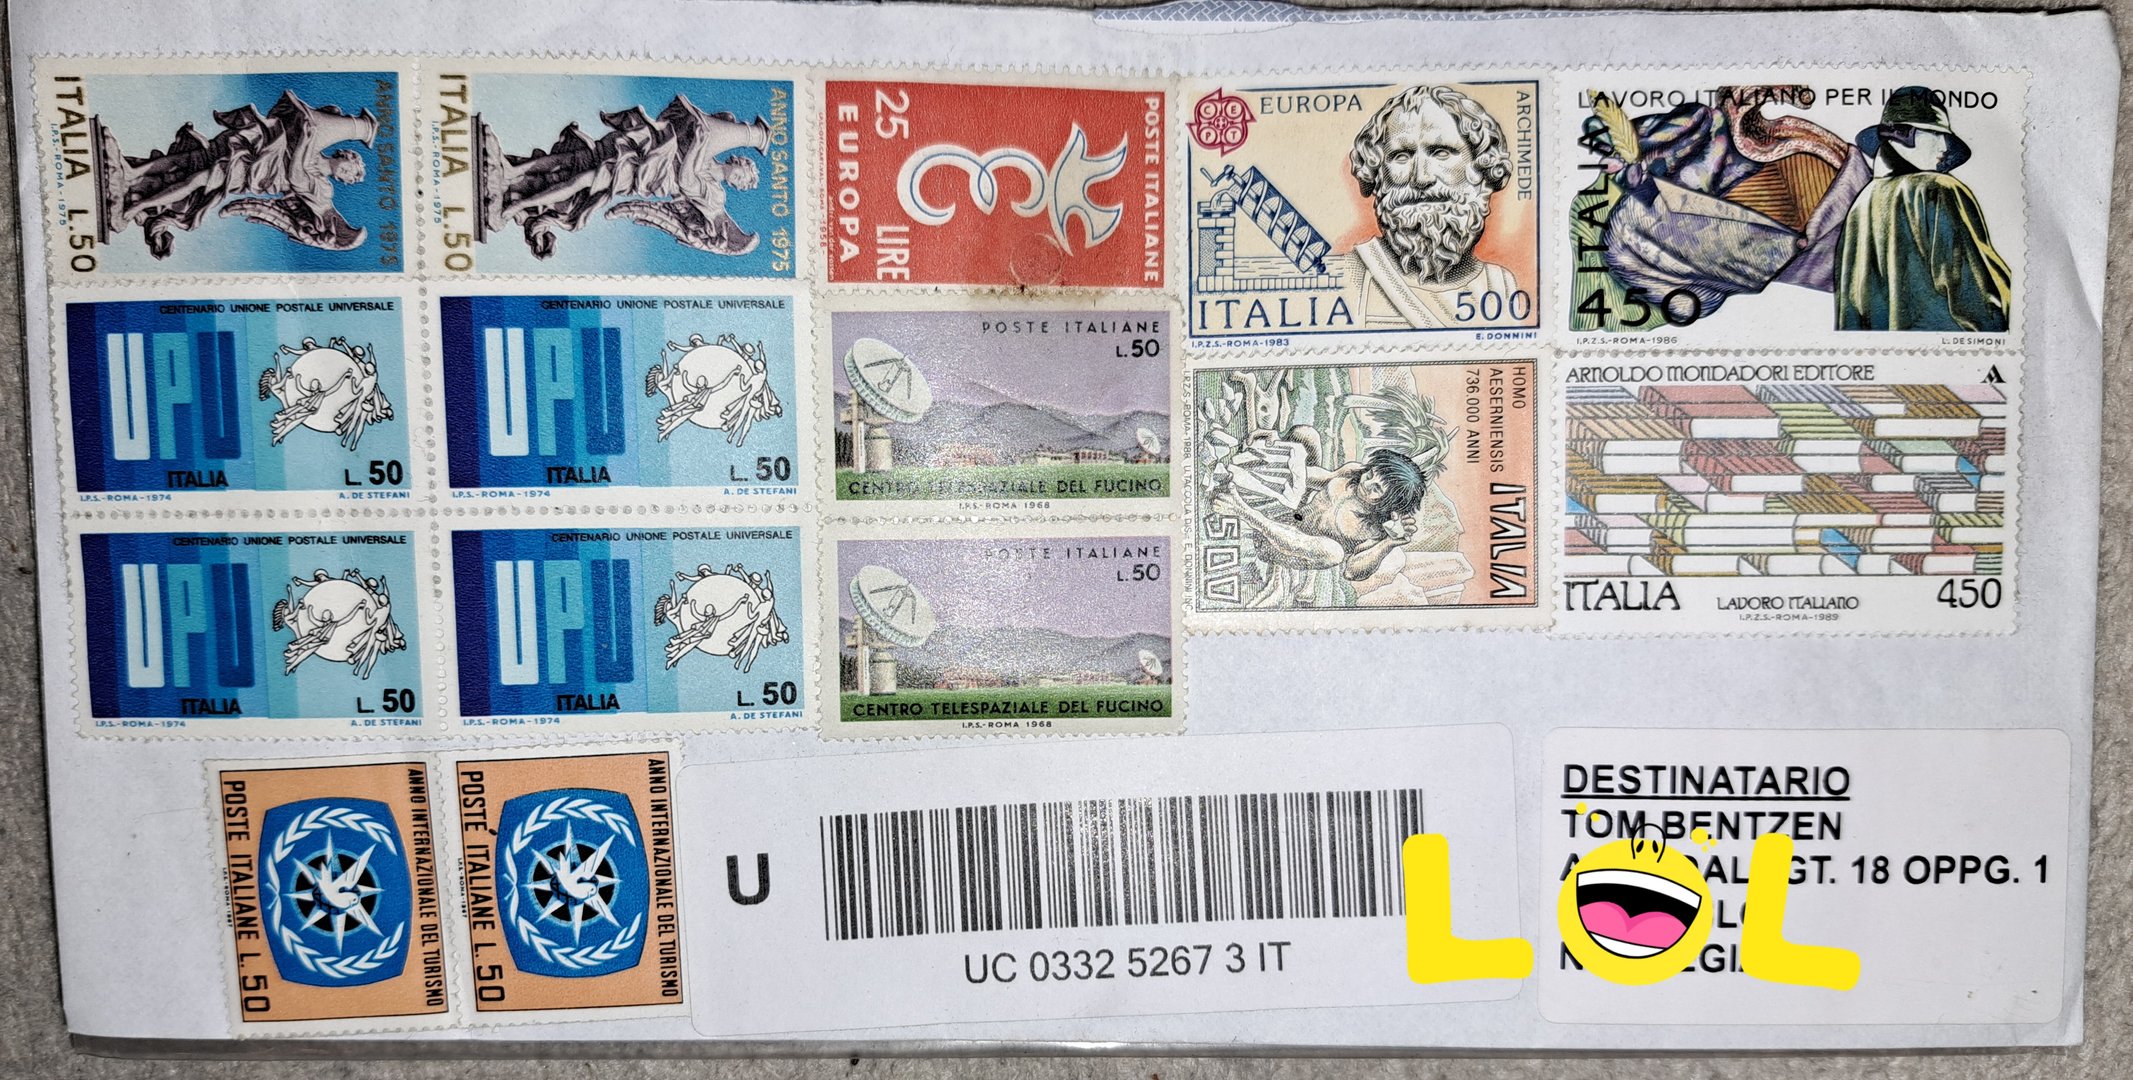 ANNO SANTO 1975
ITALIA L.50
I.P.S.-ROMA-1975
ANNO SANTO 1975
ITALIA L.50
I.P.S.-ROMA-1975
POSTE ITALIANE
25 LIRE
EUROPA
EUROPA
ARCHIMEDE
ITALIA 500
I.P.Z.S.-ROMA-1983 E. DONNINI
LAVORO ITALIANO PER IL MONDO
ITALIA
450
I.P.Z.S.-ROMA-1986 L. DESIMONI
CENTENARIO UNIONE POSTALE UNIVERSALE
UPU
ITALIA L. 50
I.P.S.-ROMA-1974 A. DE STEFANI
CENTENARIO UNIONE POSTALE UNIVERSALE
UPU
ITALIA L. 50
I.P.S.-ROMA-1974 A. DE STEFANI
POSTE ITALIANE
L.50
CENTRO TELESPAZIALE DEL FUCINO
I.P.S.-ROMA 1968
HOMO
AESERNIENSIS
736.000 ANNI
ITALIA
500
ARNOLDO MONDADORI EDITORE
ITALIA LAVORO ITALIANO 450
I.P.Z.S.-ROMA-1989
CENTENARIO UNIONE POSTALE UNIVERSALE
UPU
ITALIA L. 50
I.P.S.-ROMA-1974 A. DE STEFANI
CENTENARIO UNIONE POSTALE UNIVERSALE
UPU
ITALIA L. 50
I.P.S.-ROMA-1974 A. DE STEFANI
POSTE ITALIANE
L.50
CENTRO TELESPAZIALE DEL FUCINO
I.P.S.-ROMA 1968
ANNO INTERNAZIONALE DEL TURISMO
POSTE ITALIANE L.50
ANNO INTERNAZIONALE DEL TURISMO
POSTE ITALIANE L.50
U
UC 0332 5267 3 IT
DESTINATARIO
TOM BENTZEN
GT. 18 OPPG. 1
LOL